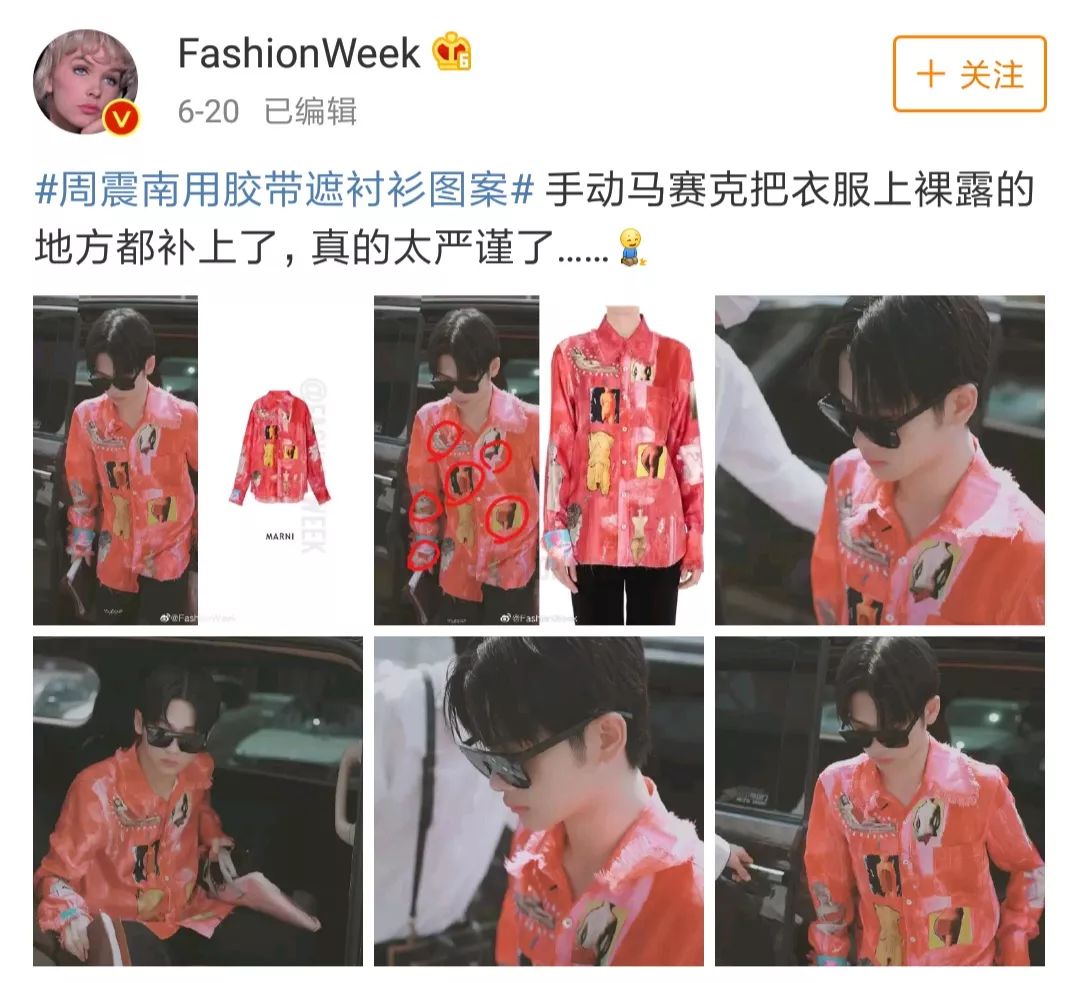 FashionWeek
6-20 已编辑
+ 关注
#周震南用胶带遮衬衫图案# 手动马赛克把衣服上裸露的
地方都补上了，真的太严谨了……
MARNI
@FashionWeek
@FashionWeek